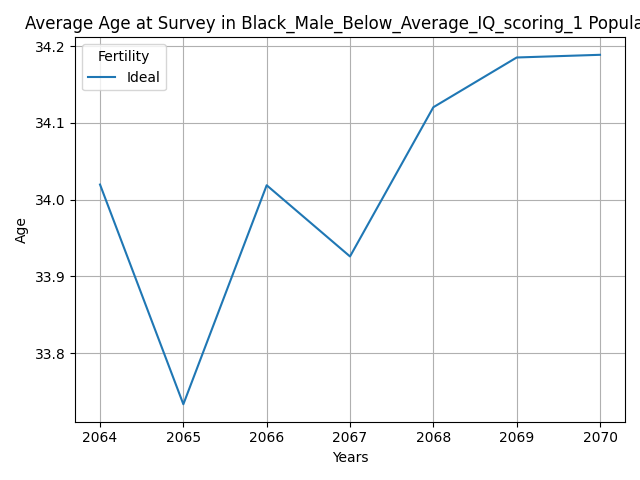 Average Age at Survey in Black_Male_Below_Average_IQ_scoring_1 Popula
34.2
34.1
34.0
33.9
33.8
Age
Fertility
Ideal
2064 2065 2066 2067 2068 2069 2070
Years